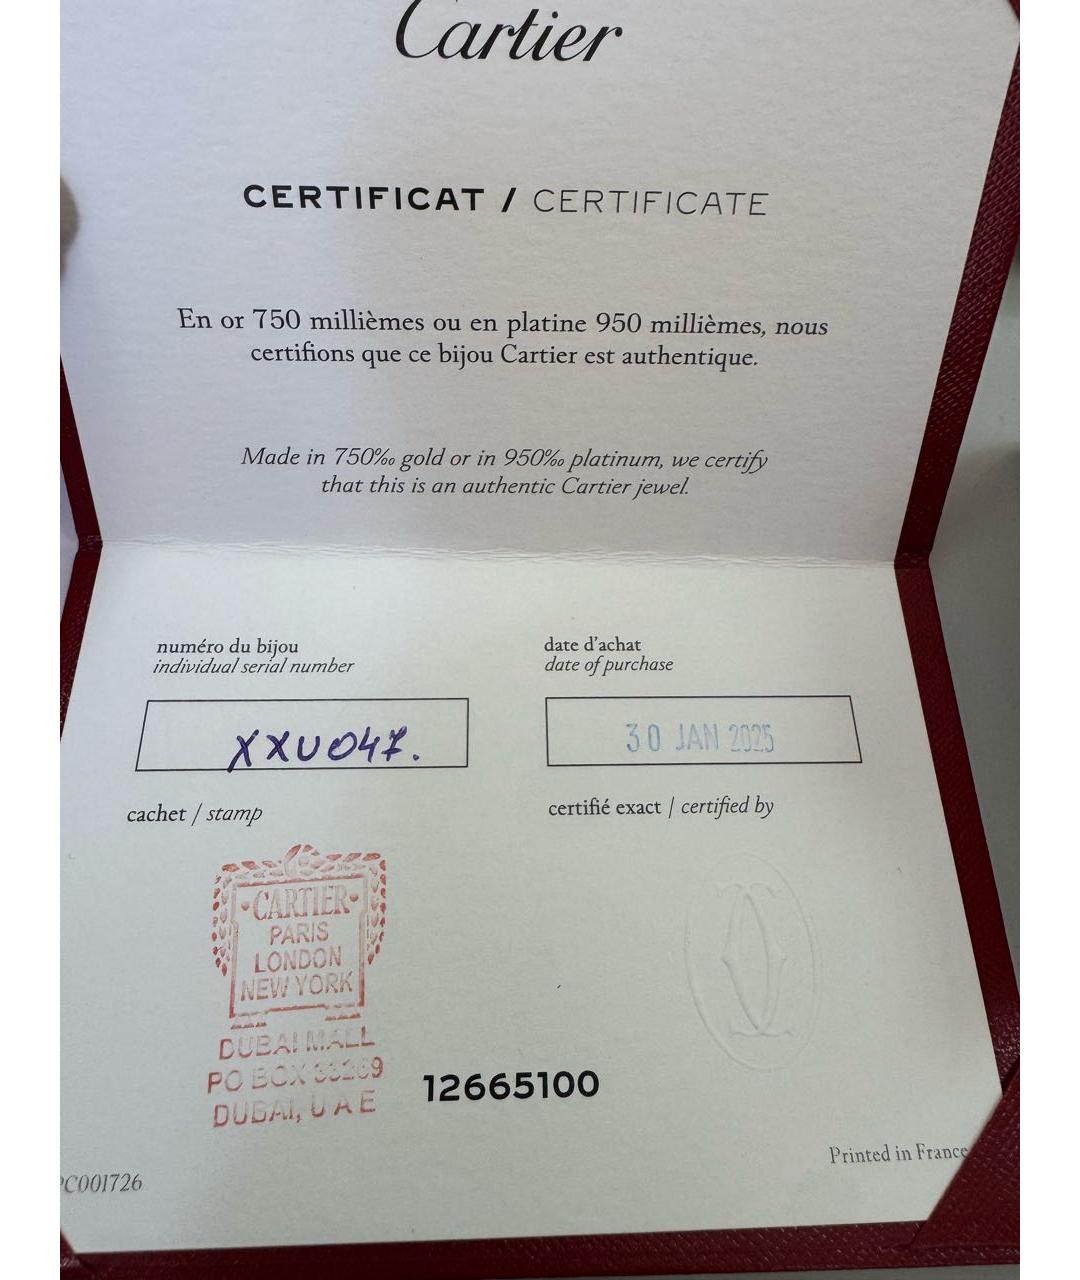 Cartier
CERTIFICAT / CERTIFICATE
En or 750 millièmes ou en platine 950 millièmes, nous
certifions que ce bijou Cartier est authentique.
Made in 750‰ gold or in 950‰ platinum, we certify
that this is an authentic Cartier jewel.
numéro du bijou
individual serial number
XXU047.
date d'achat
date of purchase
30 JAN 2025
cachet / stamp
certifié exact / certified by
CARTIER
PARIS
LONDON
NEW YORK
DUBAI MALL
PO BOX
DUBAI, U A E
12665100
Printed in France
PC001726